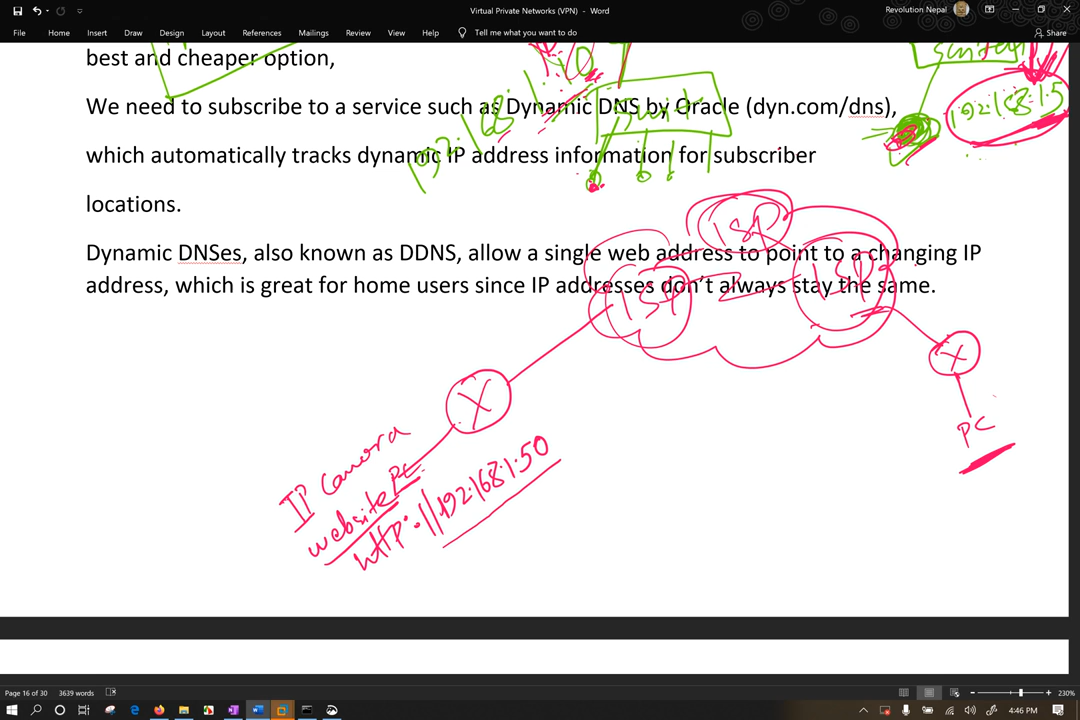 Virtual Private Networks (VPN) - Word
Revolution Nepal
File Home Insert Draw Design Layout References Mailings Review View Help Tell me what you want to do Share
best and cheaper option,
We need to subscribe to a service such as Dynamic DNS by Oracle (dyn.com/dns),
192.168.1.5
which automatically tracks dynamic IP address information for subscriber
192.168.1.10
locations.
ISP
Dynamic DNSes, also known as DDNS, allow a single web address to point to a changing IP
address, which is great for home users since IP addresses don't always stay the same.
ISP
ISP
X
X
PC
IP Camera
website PC
http://192.168.1.50
Page 16 of 30 3639 words 230%
4:46 PM